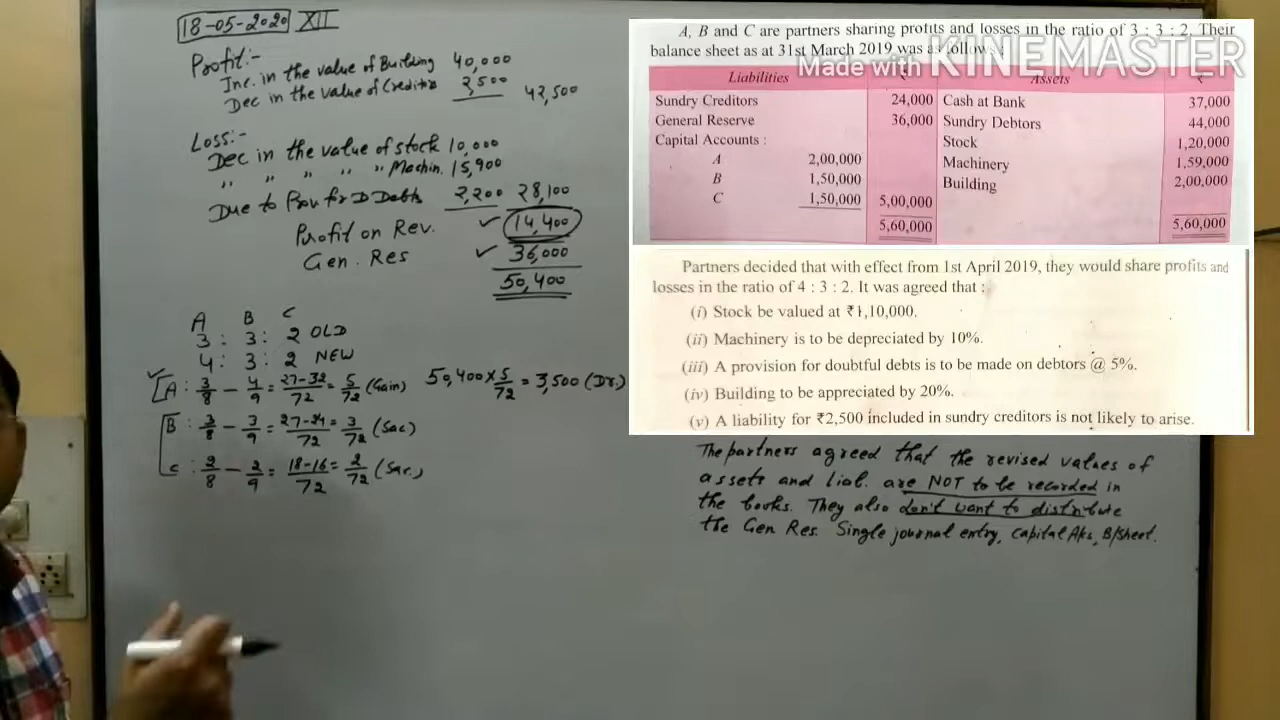 18-05-2020 XII
Profit:-
Inc. in the value of Building 40,000
Dec in the value of Creditors 2,500 42,500
Loss:-
Dec in the value of stock 10,000
" " " " " Machin. 15,900
Due to Prov for D Debts 2,200 28,100
Profit on Rev. ✓ 14,400
Gen. Res ✓ 36,000
50,400
A B C
3 : 3 : 2 OLD
4 : 3 : 2 NEW
A : 3/8 - 4/9 = 27-32/72 = 5/72 (Gain) 50,400 × 5/72 = 3,500 (Dr.)
B : 3/8 - 3/9 = 27-24/72 = 3/72 (Sac)
C : 2/8 - 2/9 = 18-16/72 = 2/72 (Sac.)
A, B and C are partners sharing profits and losses in the ratio of 3 : 3 : 2. Their
balance sheet as at 31st March 2019 was as follow
Made with KINEMASTER
Liabilities ₹ Assets
Sundry Creditors 24,000 Cash at Bank 37,000
General Reserve 36,000 Sundry Debtors 44,000
Capital Accounts : Stock 1,20,000
A 2,00,000 Machinery 1,59,000
B 1,50,000 Building 2,00,000
C 1,50,000 5,00,000
5,60,000 5,60,000
Partners decided that with effect from 1st April 2019, they would share profits and
losses in the ratio of 4 : 3 : 2. It was agreed that :
(i) Stock be valued at ₹1,10,000.
(ii) Machinery is to be depreciated by 10%.
(iii) A provision for doubtful debts is to be made on debtors @ 5%.
(iv) Building to be appreciated by 20%.
(v) A liability for ₹2,500 included in sundry creditors is not likely to arise.
The partners agreed that the revised values of
assets and Liab. are NOT to be recorded in
the books. They also don't want to distribute
the Gen Res. Single journal entry, Capital A/cs, B/Sheet.